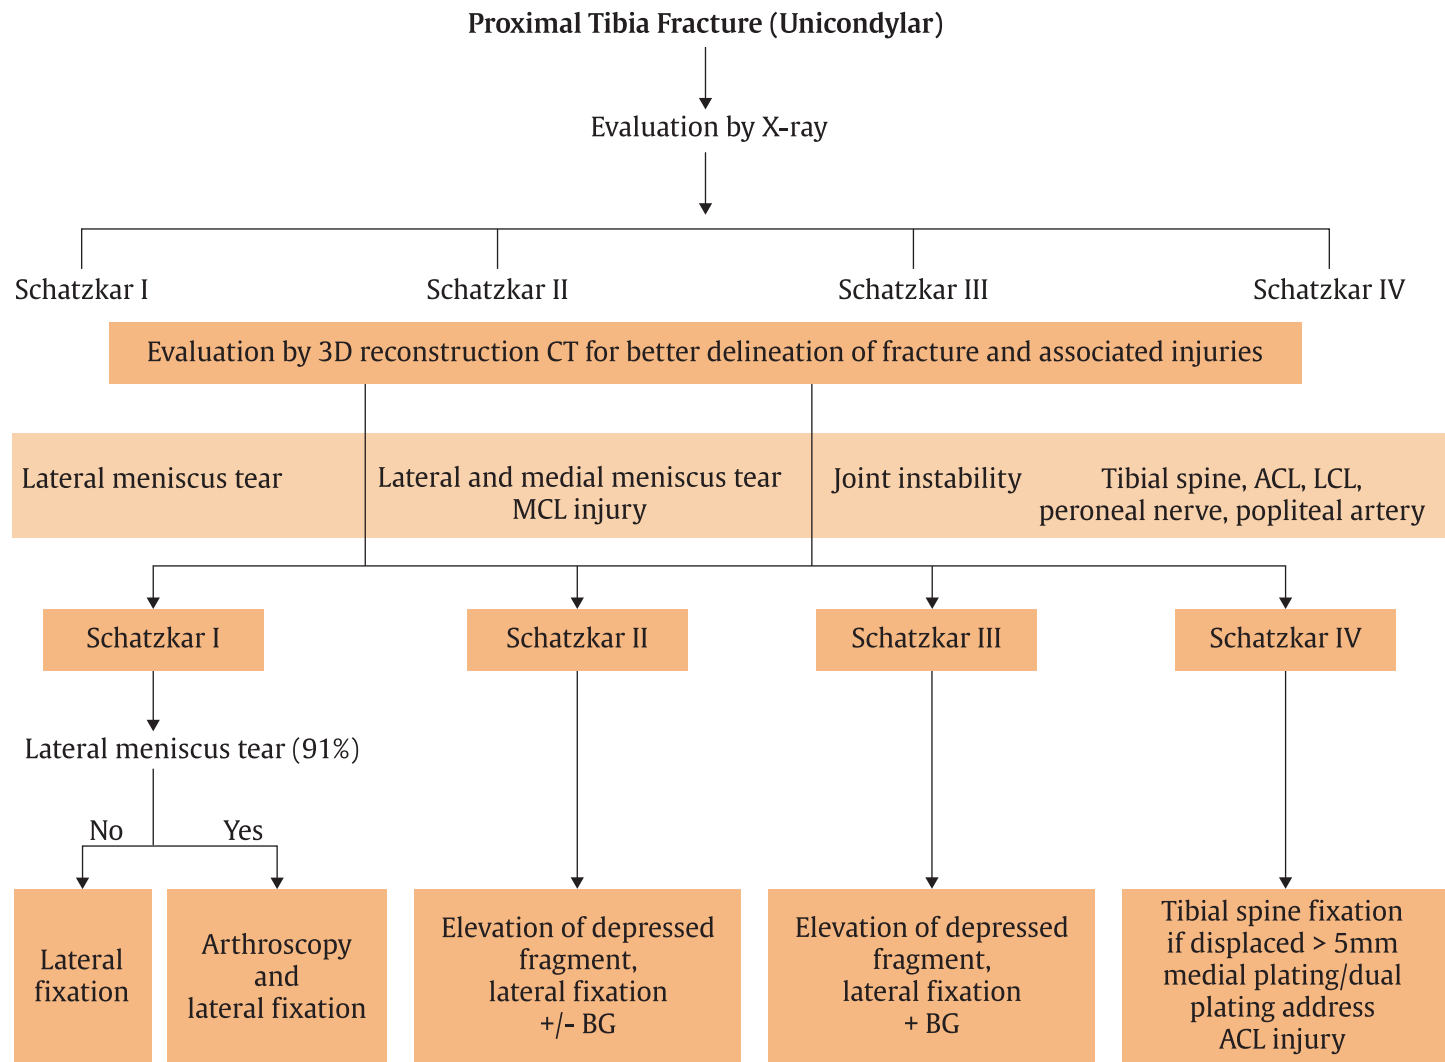 Proximal Tibia Fracture (Unicondylar)
Evaluation by X-ray
Schatzkar I
Schatzkar II
Schatzkar III
Schatzkar IV
Evaluation by 3D reconstruction CT for better delineation of fracture and associated injuries
Lateral meniscus tear
Lateral and medial meniscus tear
MCL injury
Joint instability
Tibial spine, ACL, LCL,
peroneal nerve, popliteal artery
Schatzkar I
Schatzkar II
Schatzkar III
Schatzkar IV
Lateral meniscus tear (91%)
No
Yes
Lateral
fixation
Arthroscopy
and
lateral fixation
Elevation of depressed
fragment,
lateral fixation
+/- BG
Elevation of depressed
fragment,
lateral fixation
+ BG
Tibial spine fixation
if displaced > 5mm
medial plating/dual
plating address
ACL injury